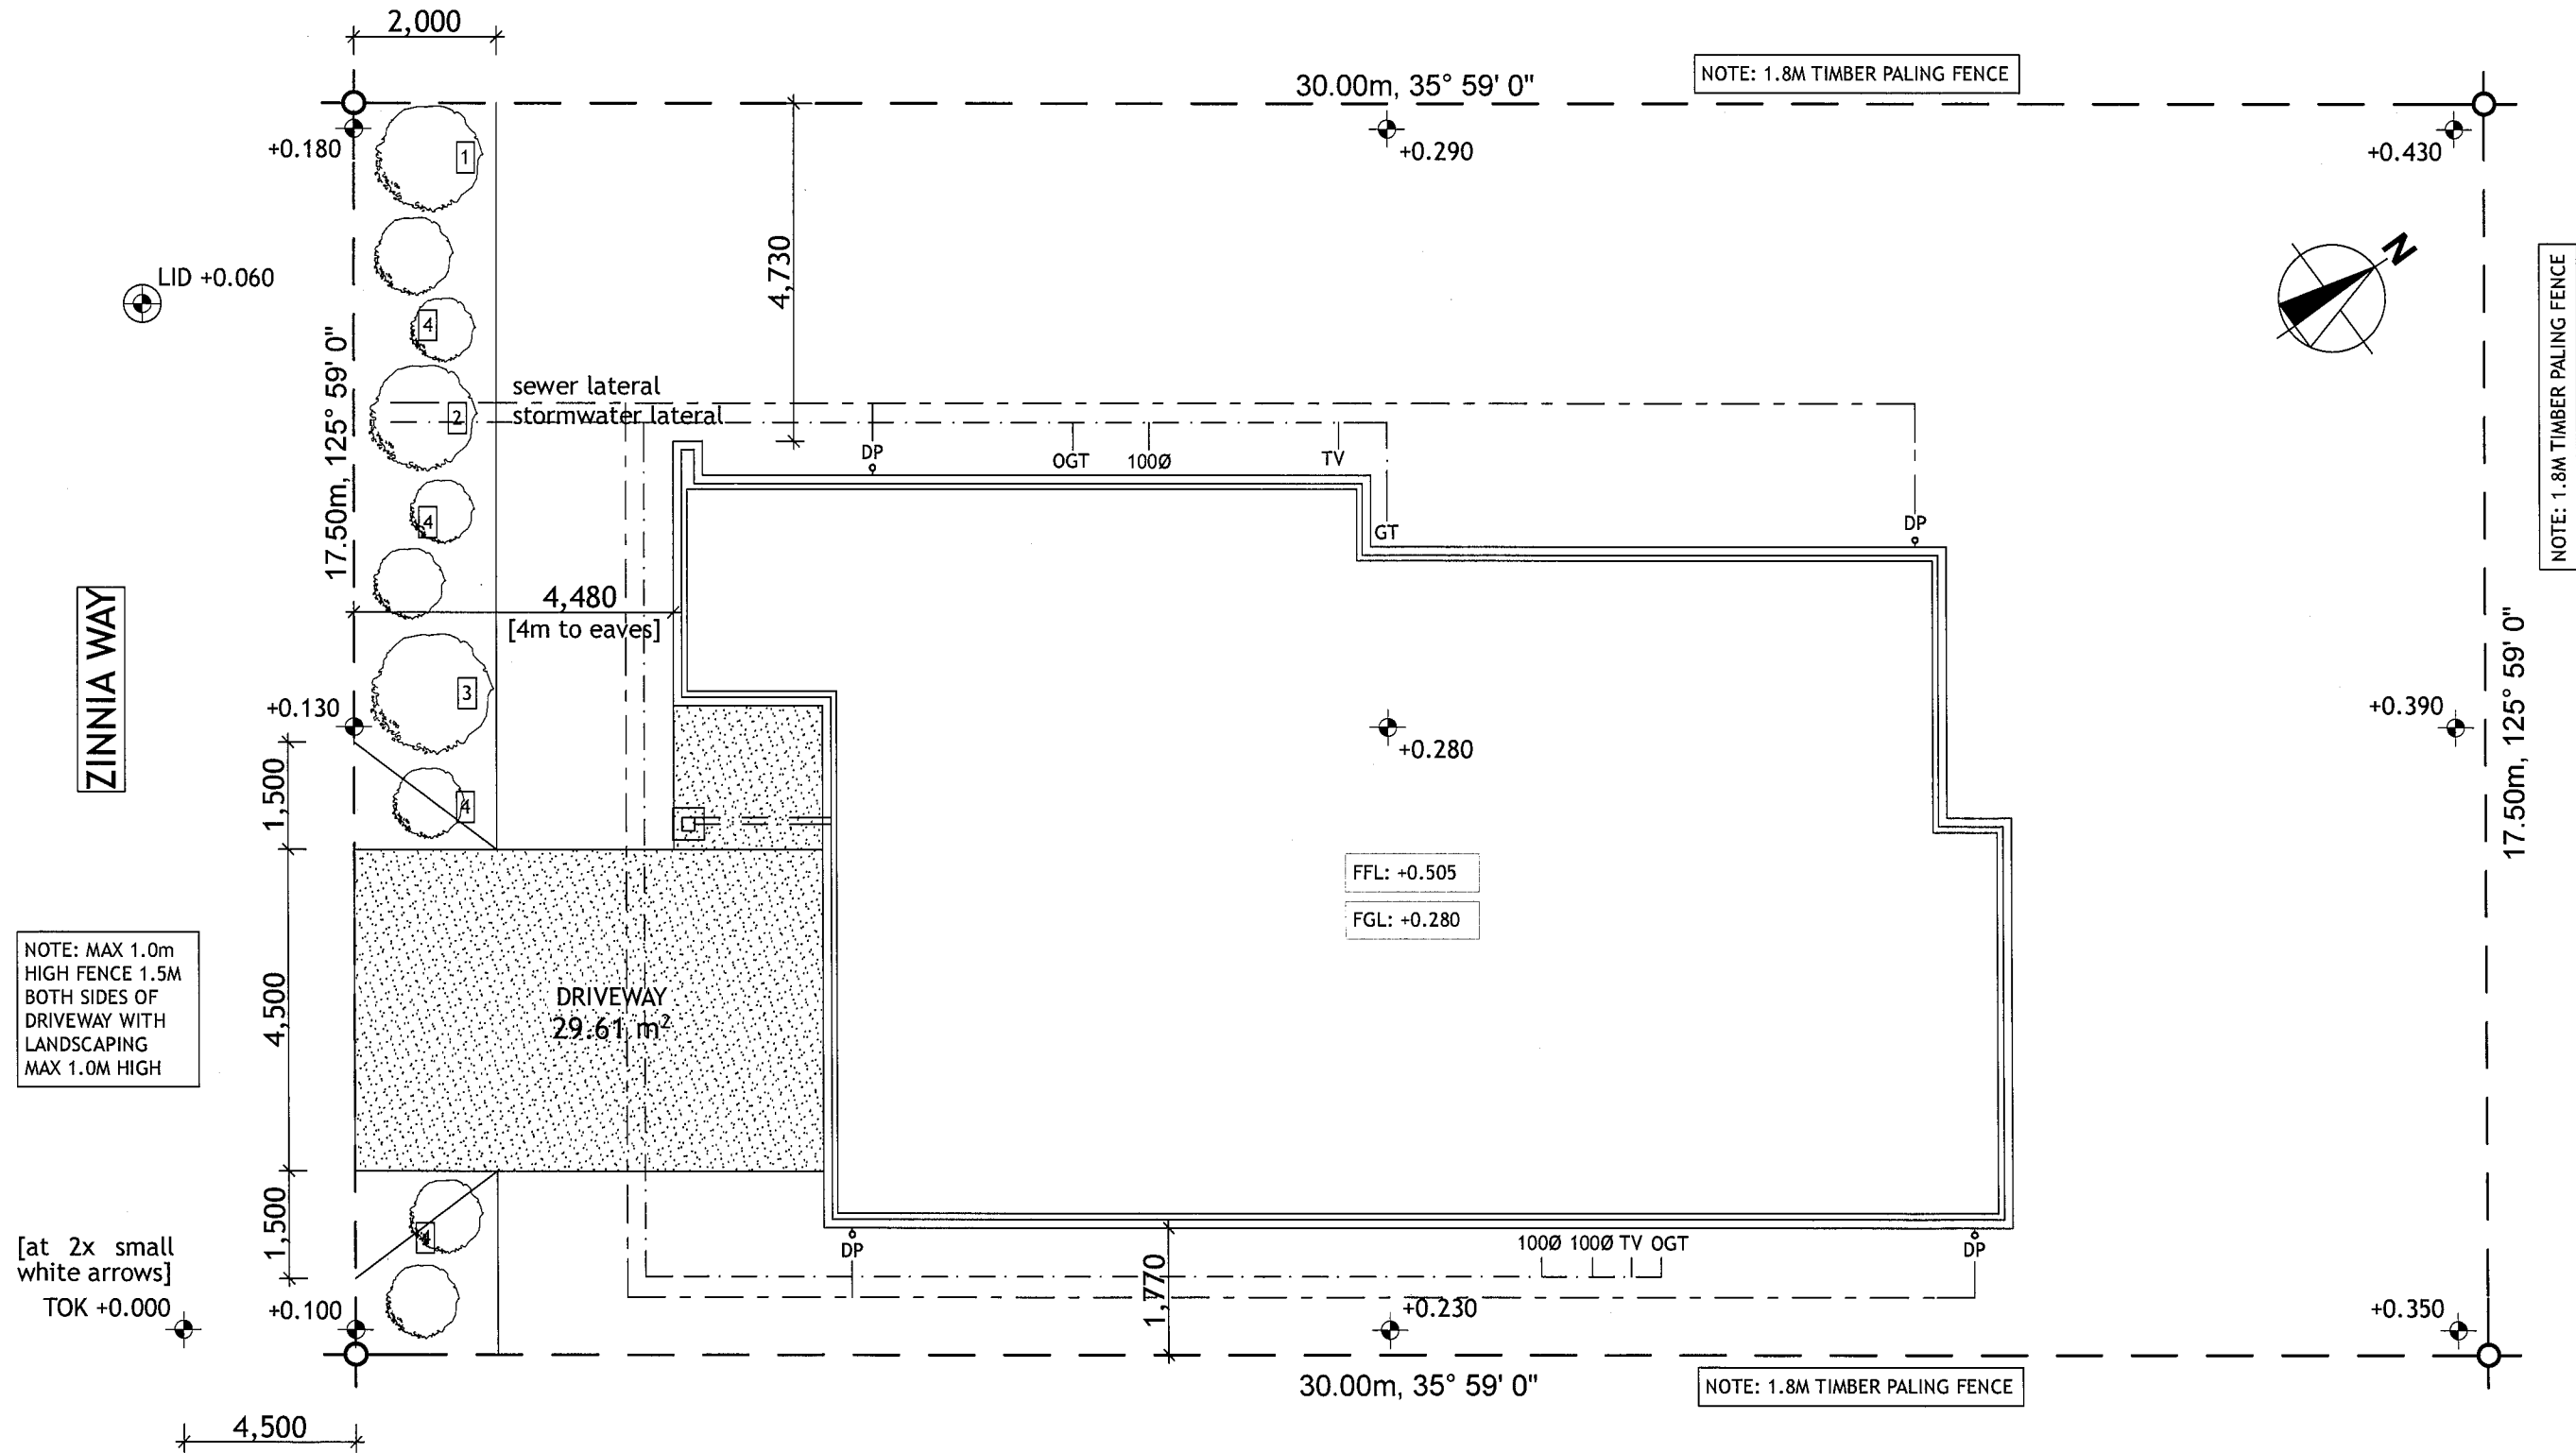 2,000
30.00m, 35° 59' 0"
NOTE: 1.8M TIMBER PALING FENCE
+0.180
1
+0.290
+0.430
N
LID +0.060
4,730
4
17.50m, 125° 59' 0"
sewer lateral
2
stormwater lateral
DP
OGT
100Ø
TV
NOTE: 1.8M TIMBER PALING FENCE
4
GT
DP
4,480
[4m to eaves]
ZINNIA WAY
3
+0.130
+0.280
+0.390
17.50m, 125° 59' 0"
1,500
4
FFL: +0.505
FGL: +0.280
NOTE: MAX 1.0m
HIGH FENCE 1.5M
BOTH SIDES OF
DRIVEWAY WITH
LANDSCAPING
MAX 1.0M HIGH
4,500
DRIVEWAY
29.61 m²
1,500
4
[at 2x small
white arrows]
TOK +0.000
+0.100
DP
1,770
100Ø 100Ø TV OGT
DP
+0.230
+0.350
30.00m, 35° 59' 0"
NOTE: 1.8M TIMBER PALING FENCE
4,500